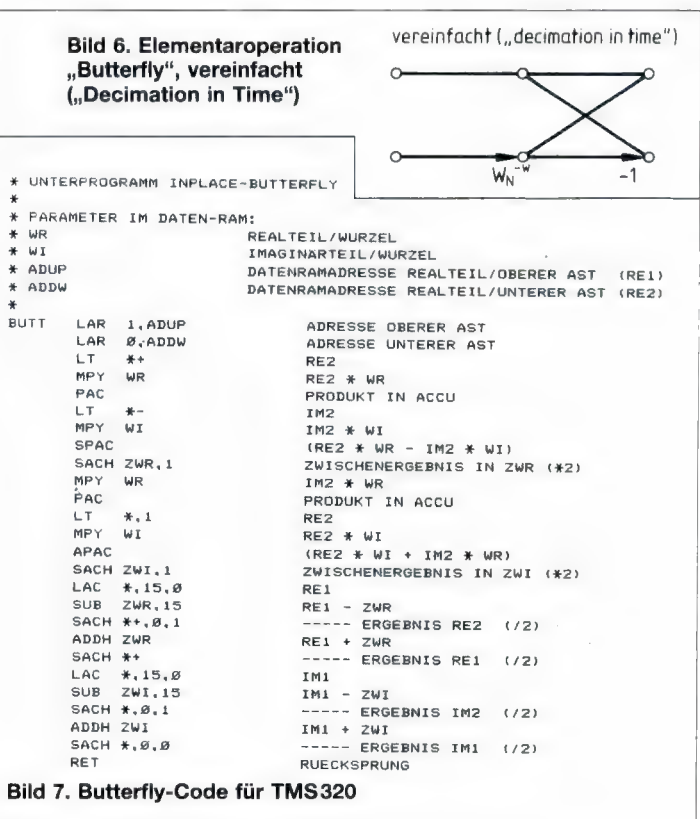 Bild 6. Elementaroperation
„Butterfly“, vereinfacht
(„Decimation in Time“)
vereinfacht („decimation in time“)
W_N^-w
-1
* UNTERPROGRAMM INPLACE-BUTTERFLY
*
* PARAMETER IM DATEN-RAM:
* WR REALTEIL/WURZEL
* WI IMAGINÄRTEIL/WURZEL
* ADUP DATENRAMADRESSE REALTEIL/OBERER AST (RE1)
* ADDW DATENRAMADRESSE REALTEIL/UNTERER AST (RE2)
*
BUTT LAR 1,ADUP ADRESSE OBERER AST
LAR Ø,ADDW ADRESSE UNTERER AST
LT *+ RE2
MPY WR RE2 * WR
PAC PRODUKT IN ACCU
LT *- IM2
MPY WI IM2 * WI
SPAC (RE2 * WR - IM2 * WI)
SACH ZWR,1 ZWISCHENERGEBNIS IN ZWR (*2)
MPY WR IM2 * WR
PAC PRODUKT IN ACCU
LT *,1 RE2
MPY WI RE2 * WI
APAC (RE2 * WI + IM2 * WR)
SACH ZWI,1 ZWISCHENERGEBNIS IN ZWI (*2)
LAC *,15,Ø RE1
SUB ZWR,15 RE1 - ZWR
SACH *+,Ø,1 ----- ERGEBNIS RE2 (/2)
ADDH ZWR RE1 + ZWR
SACH *+ ----- ERGEBNIS RE1 (/2)
LAC *,15,Ø IM1
SUB ZWI,15 IM1 - ZWI
SACH *,Ø,1 ----- ERGEBNIS IM2 (/2)
ADDH ZWI IM1 + ZWI
SACH *,Ø,Ø ----- ERGEBNIS IM1 (/2)
RET RUECKSPRUNG
Bild 7. Butterfly-Code für TMS320